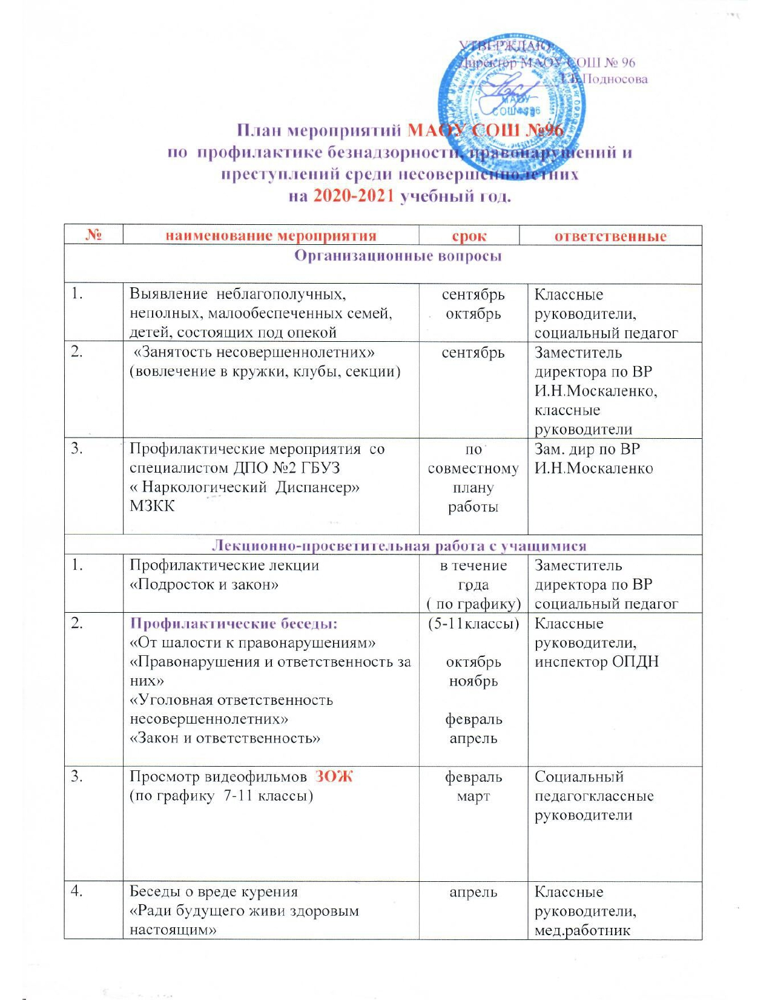 УТВЕРЖДАЮ
Директор МАОУ СОШ № 96
Подносова
МАОУ
СОШ №96
План мероприятий МАОУ СОШ №96
по профилактике безнадзорности, правонарушений и
преступлений среди несовершеннолетних
на 2020-2021 учебный год.
№ наименование мероприятия срок ответственные
Организационные вопросы
1. Выявление неблагополучных, сентябрь Классные
неполных, малообеспеченных семей, октябрь руководители,
детей, состоящих под опекой социальный педагог
2. «Занятость несовершеннолетних» сентябрь Заместитель
(вовлечение в кружки, клубы, секции) директора по ВР
И.Н.Москаленко,
классные
руководители
3. Профилактические мероприятия со по Зам. дир по ВР
специалистом ДПО №2 ГБУЗ совместному И.Н.Москаленко
« Наркологический Диспансер» плану
МЗКК работы
Лекционно-просветительная работа с учащимися
1. Профилактические лекции в течение Заместитель
«Подросток и закон» года директора по ВР
( по графику) социальный педагог
2. Профилактические беседы: (5-11классы) Классные
«От шалости к правонарушениям» руководители,
«Правонарушения и ответственность за октябрь инспектор ОПДН
них» ноябрь
«Уголовная ответственность
несовершеннолетних» февраль
«Закон и ответственность» апрель
3. Просмотр видеофильмов ЗОЖ февраль Социальный
(по графику 7-11 классы) март педагогклассные
руководители
4. Беседы о вреде курения апрель Классные
«Ради будущего живи здоровым руководители,
настоящим» мед.работник